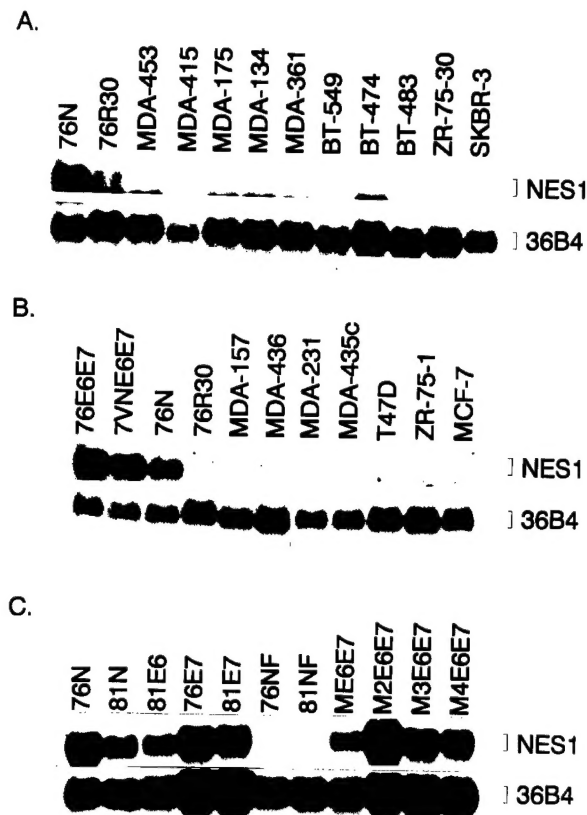 A.
76N 76R30 MDA-453 MDA-415 MDA-175 MDA-134 MDA-361 BT-549 BT-474 BT-483 ZR-75-30 SKBR-3
] NES1
] 36B4
B.
76E6E7 7VNE6E7 76N 76R30 MDA-157 MDA-436 MDA-231 MDA-435c T47D ZR-75-1 MCF-7
] NES1
] 36B4
C.
76N 81N 81E6 76E7 81E7 76NF 81NF ME6E7 M2E6E7 M3E6E7 M4E6E7
] NES1
] 36B4